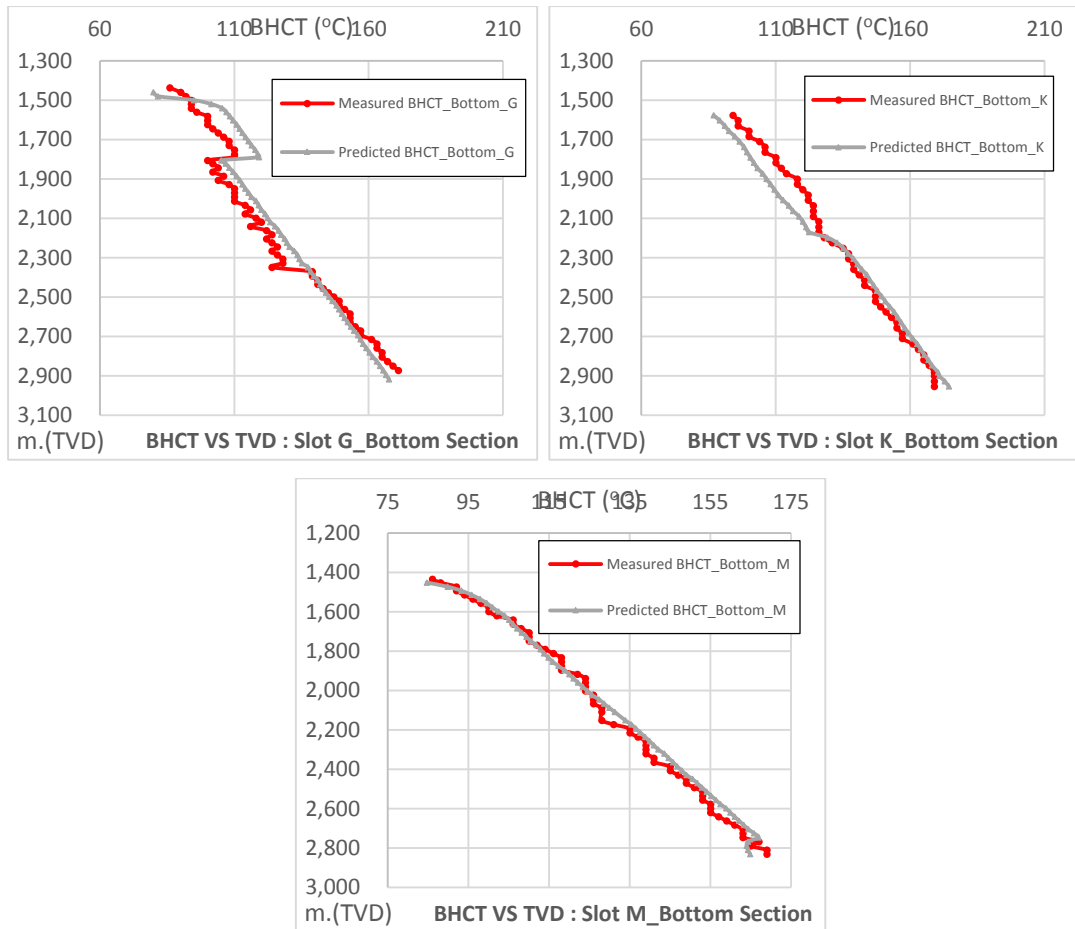 BHCT (°C)
60 110 160 210
1,300
1,500
1,700
1,900
2,100
2,300
2,500
2,700
2,900
3,100
Measured BHCT_Bottom_G
Predicted BHCT_Bottom_G
m.(TVD) BHCT VS TVD : Slot G_Bottom Section
BHCT (°C)
60 110 160 210
1,300
1,500
1,700
1,900
2,100
2,300
2,500
2,700
2,900
3,100
Measured BHCT_Bottom_K
Predicted BHCT_Bottom_K
m.(TVD) BHCT VS TVD : Slot K_Bottom Section
BHCT (°C)
75 95 115 135 155 175
1,200
1,400
1,600
1,800
2,000
2,200
2,400
2,600
2,800
3,000
Measured BHCT_Bottom_M
Predicted BHCT_Bottom_M
m.(TVD) BHCT VS TVD : Slot M_Bottom Section